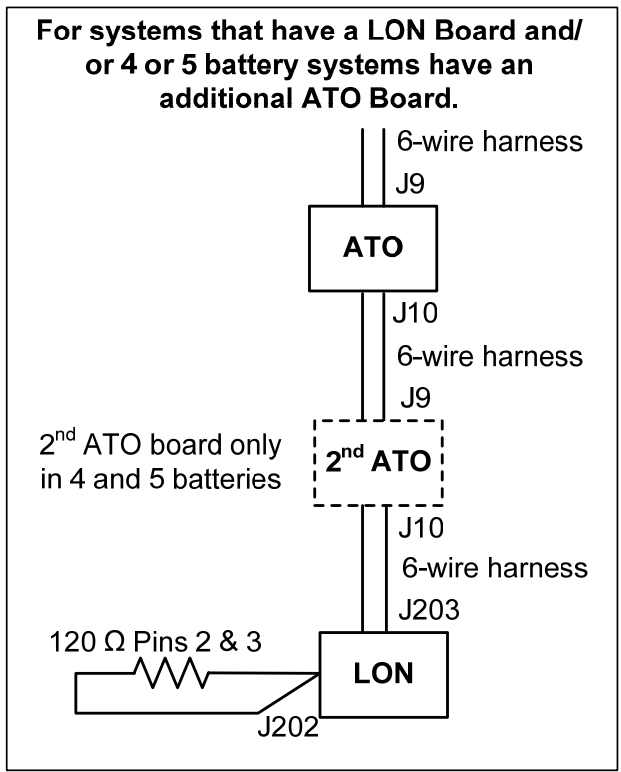 For systems that have a LON Board and/
or 4 or 5 battery systems have an
additional ATO Board.
6-wire harness
J9
ATO
J10
6-wire harness
J9
2nd ATO board only
in 4 and 5 batteries
2nd ATO
J10
6-wire harness
J203
120 Ω Pins 2 & 3
LON
J202